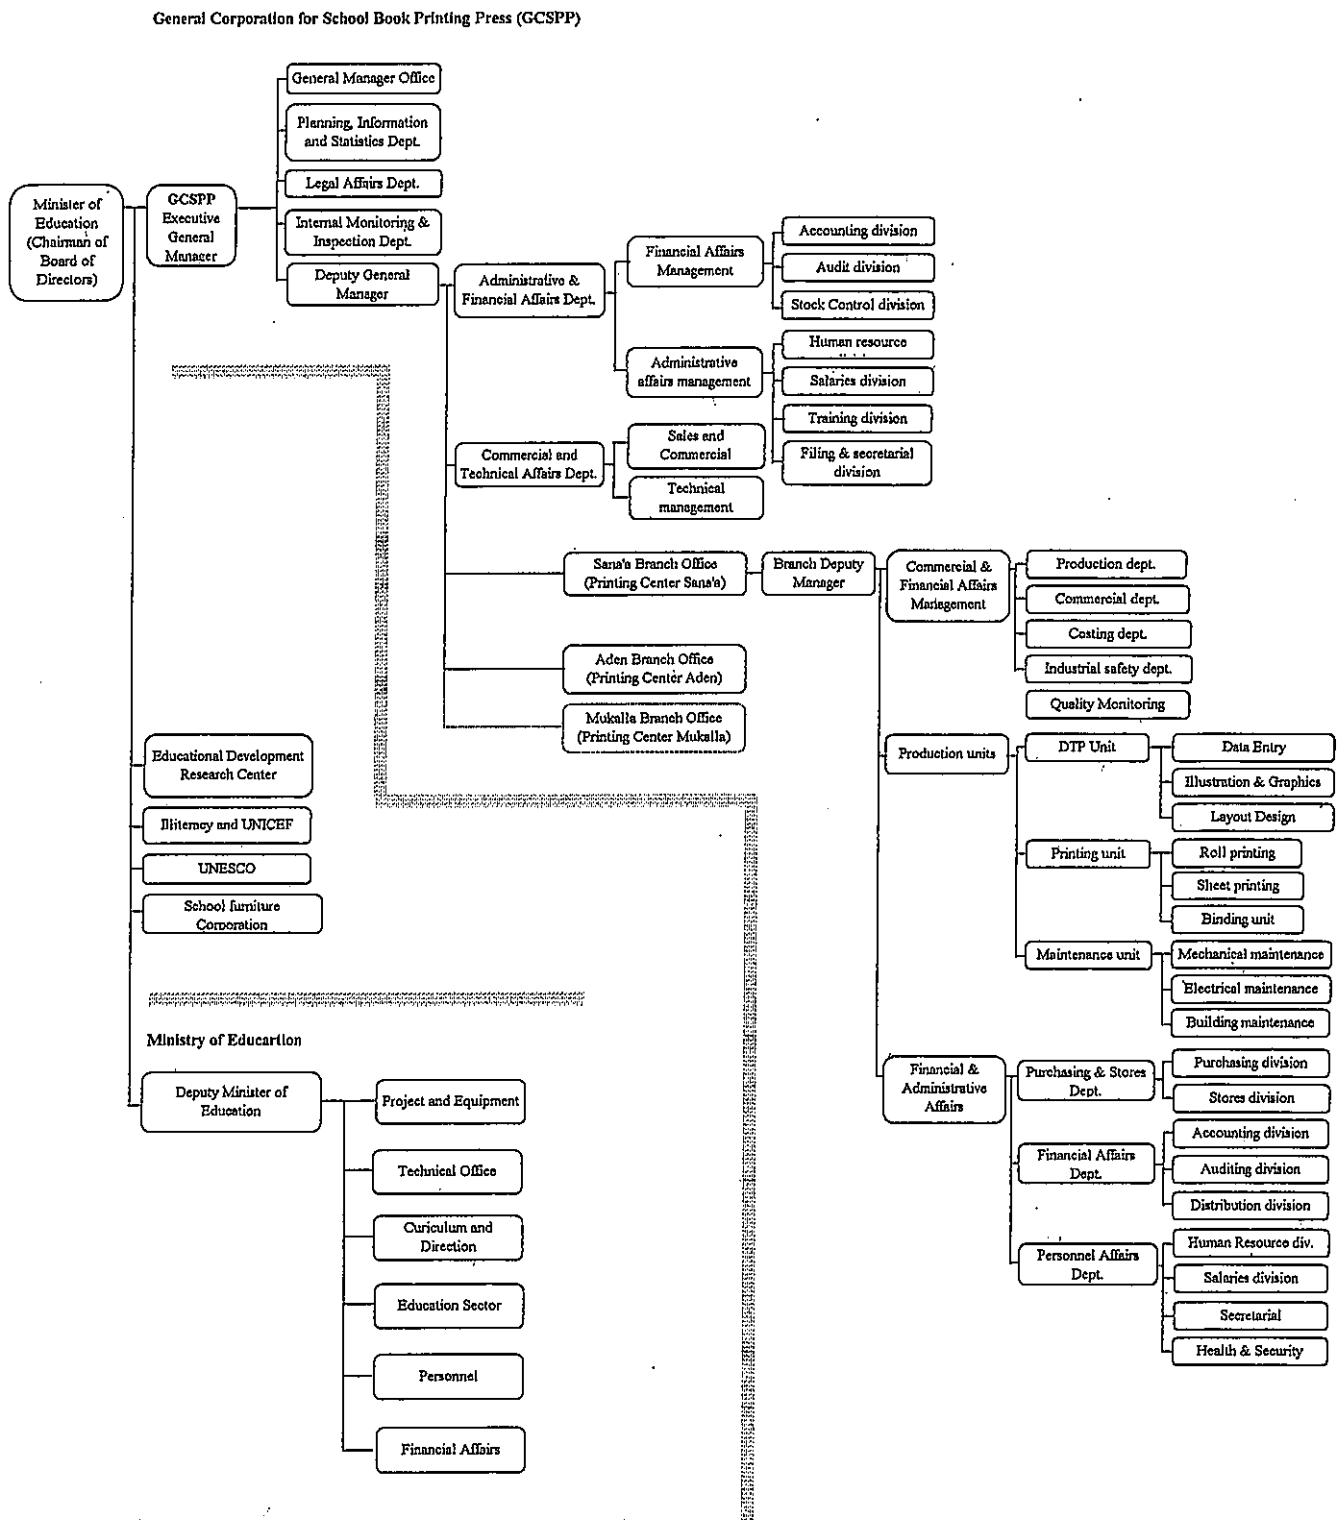 General Corporation for School Book Printing Press (GCSPP)
General Manager Office
Planning, Information
and Statistics Dept.
Legal Affairs Dept.
Internal Monitoring &
Inspection Dept.
Deputy General
Manager
Minister of
Education
(Chairman of
Board of
Directors)
GCSPP
Executive
General
Manager
Administrative &
Financial Affairs Dept.
Financial Affairs
Management
Accounting division
Audit division
Stock Control division
Administrative
affairs management
Human resource
Salaries division
Training division
Filing & secretarial
division
Commercial and
Technical Affairs Dept.
Sales and
Commercial
Technical
management
Sana'a Branch Office
(Printing Center Sana'a)
Branch Deputy
Manager
Commercial &
Financial Affairs
Management
Production dept.
Commercial dept.
Costing dept.
Industrial safety dept.
Quality Monitoring
Aden Branch Office
(Printing Center Aden)
Mukalla Branch Office
(Printing Center Mukalla)
Production units
DTP Unit
Data Entry
Illustration & Graphics
Layout Design
Printing unit
Roll printing
Sheet printing
Binding unit
Maintenance unit
Mechanical maintenance
Electrical maintenance
Building maintenance
Financial &
Administrative
Affairs
Purchasing & Stores
Dept.
Purchasing division
Stores division
Financial Affairs
Dept.
Accounting division
Auditing division
Distribution division
Personnel Affairs
Dept.
Human Resource div.
Salaries division
Secretarial
Health & Security
Educational Development
Research Center
Illiteracy and UNICEF
UNESCO
School furniture
Corporation
Ministry of Educartion
Deputy Minister of
Education
Project and Equipment
Technical Office
Curiculum and
Direction
Education Sector
Personnel
Financial Affairs